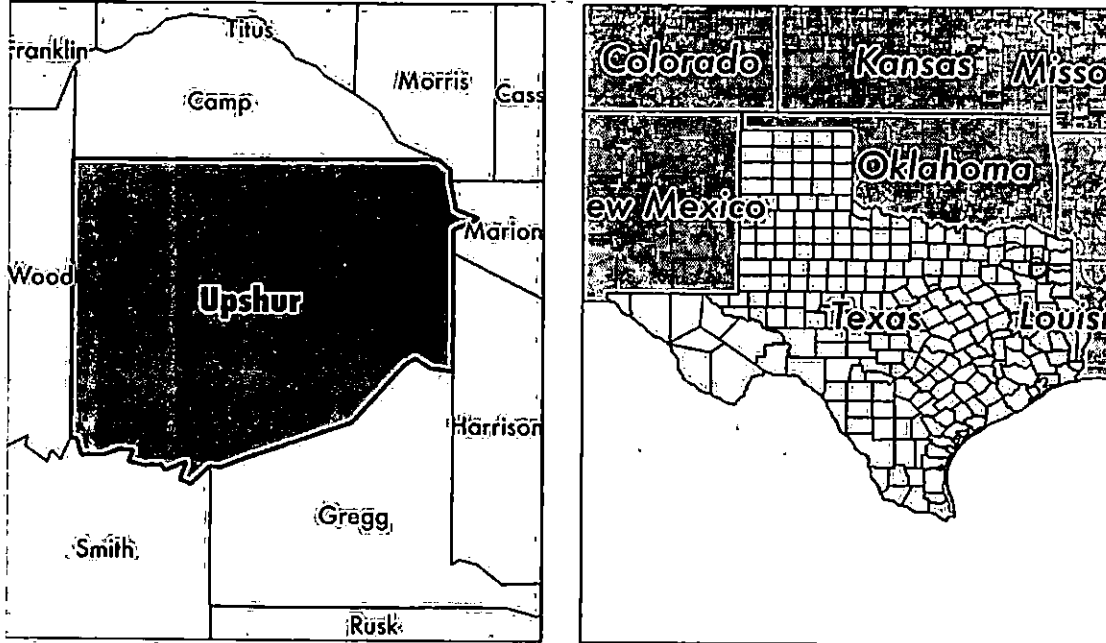 Titus
Franklin
Morris
Cass
Camp
Marion
Wood
Upshur
Harrison
Gregg
Smith
Rusk
Colorado
Kansas
Misso
Oklahoma
ew Mexico
Texas
Louisi